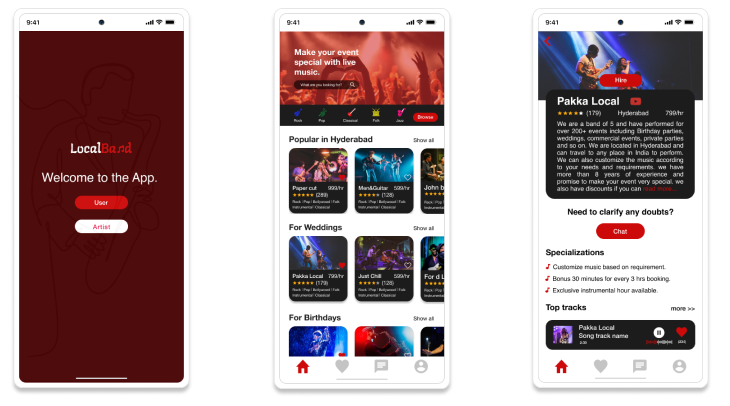 9:41
LocalBand
Welcome to the App.
User
Artist
9:41
Make your event
special with live
music.
What are you looking for?
Rock Pop Classical Folk Jazz Browse
Popular in Hyderabad Show all
Paper cut 999/hr
(289)
Rock | Pop | Bollywood | Folk
Instrumental | Classical
Men&Guitar 599/hr
(128)
Rock | Pop | Bollywood | Folk
Instrumental | Classical
John b
Rock | Pop
Instrumental
For Weddings Show all
Pakka Local 799/hr
(179)
Rock | Pop | Bollywood | Folk
Instrumental | Classical
Just Chill 599/hr
(128)
Rock | Pop | Bollywood | Folk
Instrumental | Classical
For d L
Rock | Pop
Instrumental
For Birthdays Show all
9:41
Hire
Pakka Local
(179) Hyderabad 799/hr
We are a band of 5 and have performed for
over 200+ events including Birthday parties,
weddings, commercial events, private parties
and so on. We are located in Hyderabad and
can travel to any place in India to perform.
We can also customize the music according
to your needs and requirements. we have
more than 8 years of experience and
promise to make your event very special. we
also have discounts if you can read more...
Need to clarify any doubts?
Chat
Specializations
Customize music based on requirement.
Bonus 30 minutes for every 3 hrs booking.
Exclusive instrumental hour available.
Top tracks more >>
Pakka Local
Song track name